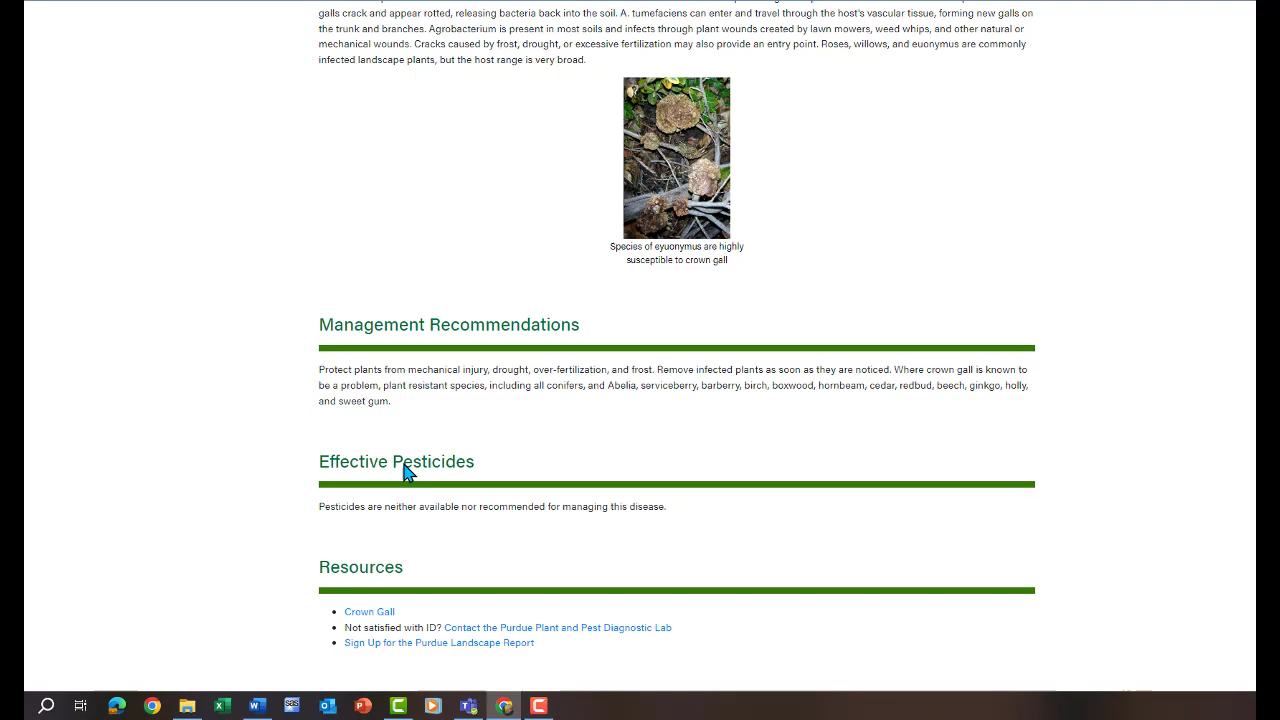 galls crack and appear rotted, releasing bacteria back into the soil. A. tumefaciens can enter and travel through the host's vascular tissue, forming new galls on
the trunk and branches. Agrobacterium is present in most soils and infects through plant wounds created by lawn mowers, weed whips, and other natural or
mechanical wounds. Cracks caused by frost, drought, or excessive fertilization may also provide an entry point. Roses, willows, and euonymus are commonly
infected landscape plants, but the host range is very broad.
Species of eyuonymus are highly
susceptible to crown gall
Management Recommendations
Protect plants from mechanical injury, drought, over-fertilization, and frost. Remove infected plants as soon as they are noticed. Where crown gall is known to
be a problem, plant resistant species, including all conifers, and Abelia, serviceberry, barberry, birch, boxwood, hornbeam, cedar, redbud, beech, ginkgo, holly,
and sweet gum.
Effective Pesticides
Pesticides are neither available nor recommended for managing this disease.
Resources
• Crown Gall
• Not satisfied with ID? Contact the Purdue Plant and Pest Diagnostic Lab
• Sign Up for the Purdue Landscape Report